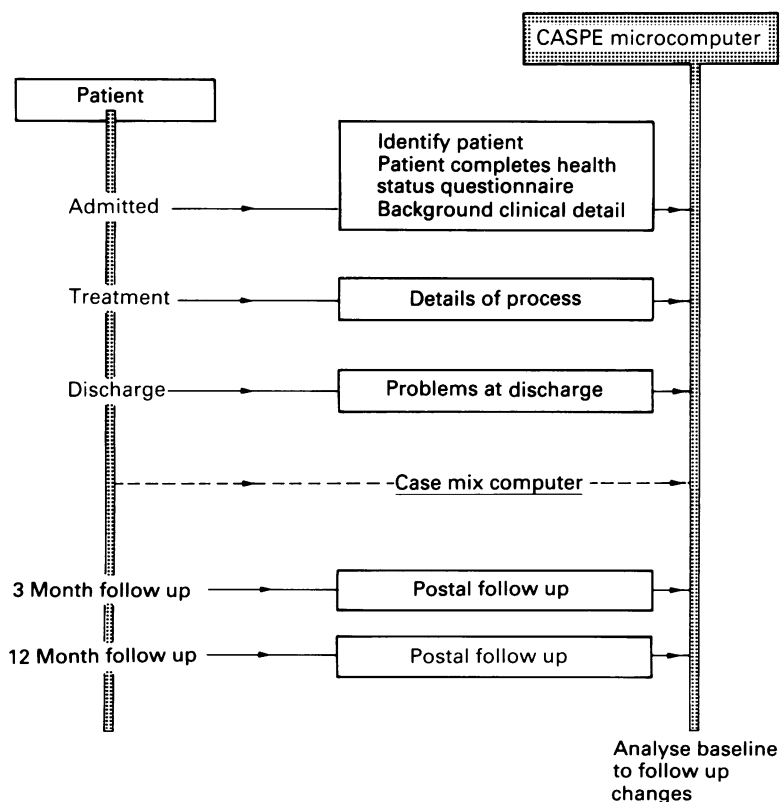 CASPE microcomputer
Patient
Identify patient
Patient completes health
status questionnaire
Background clinical detail
Admitted
Treatment
Details of process
Discharge
Problems at discharge
Case mix computer
3 Month follow up
Postal follow up
12 Month follow up
Postal follow up
Analyse baseline
to follow up
changes